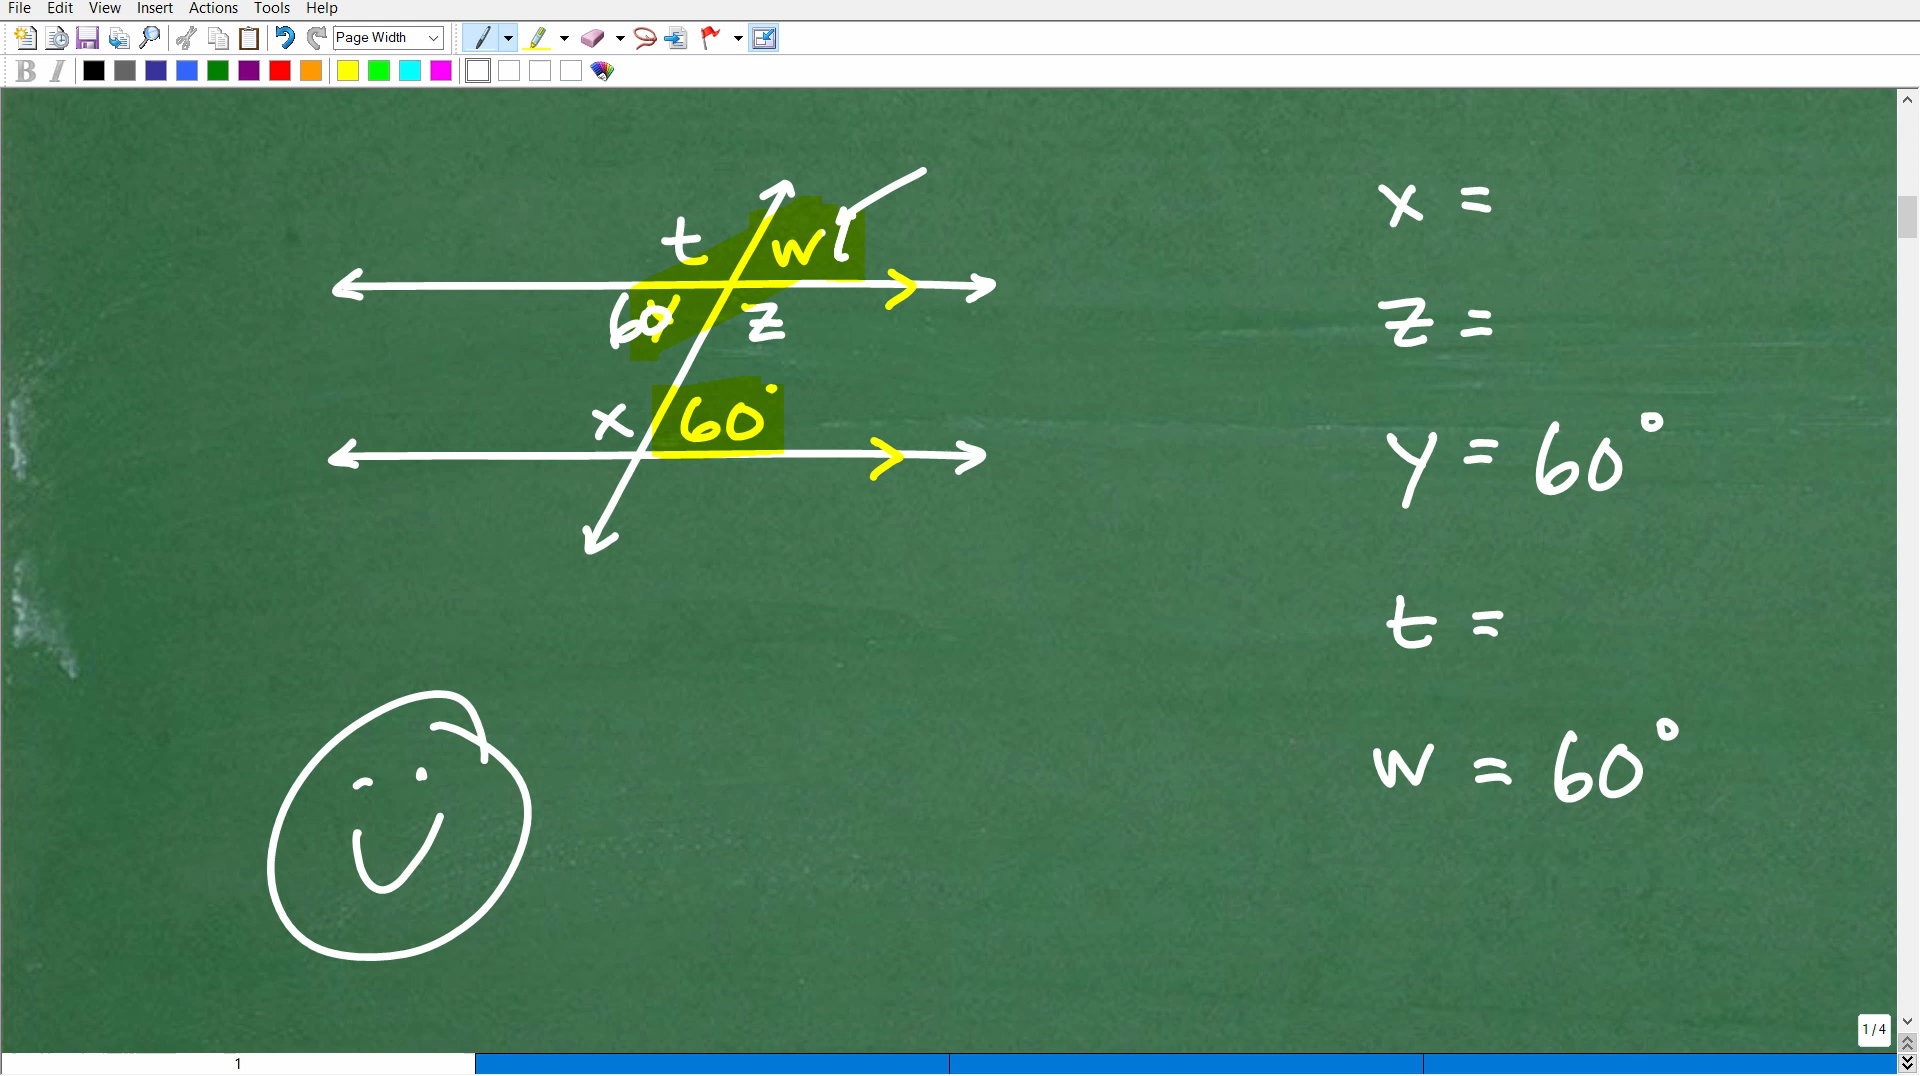 File Edit View Insert Actions Tools Help
Page Width
B I
t w
60 y z
x 60°
x =
z =
y = 60°
t =
w = 60°
1 / 4
1